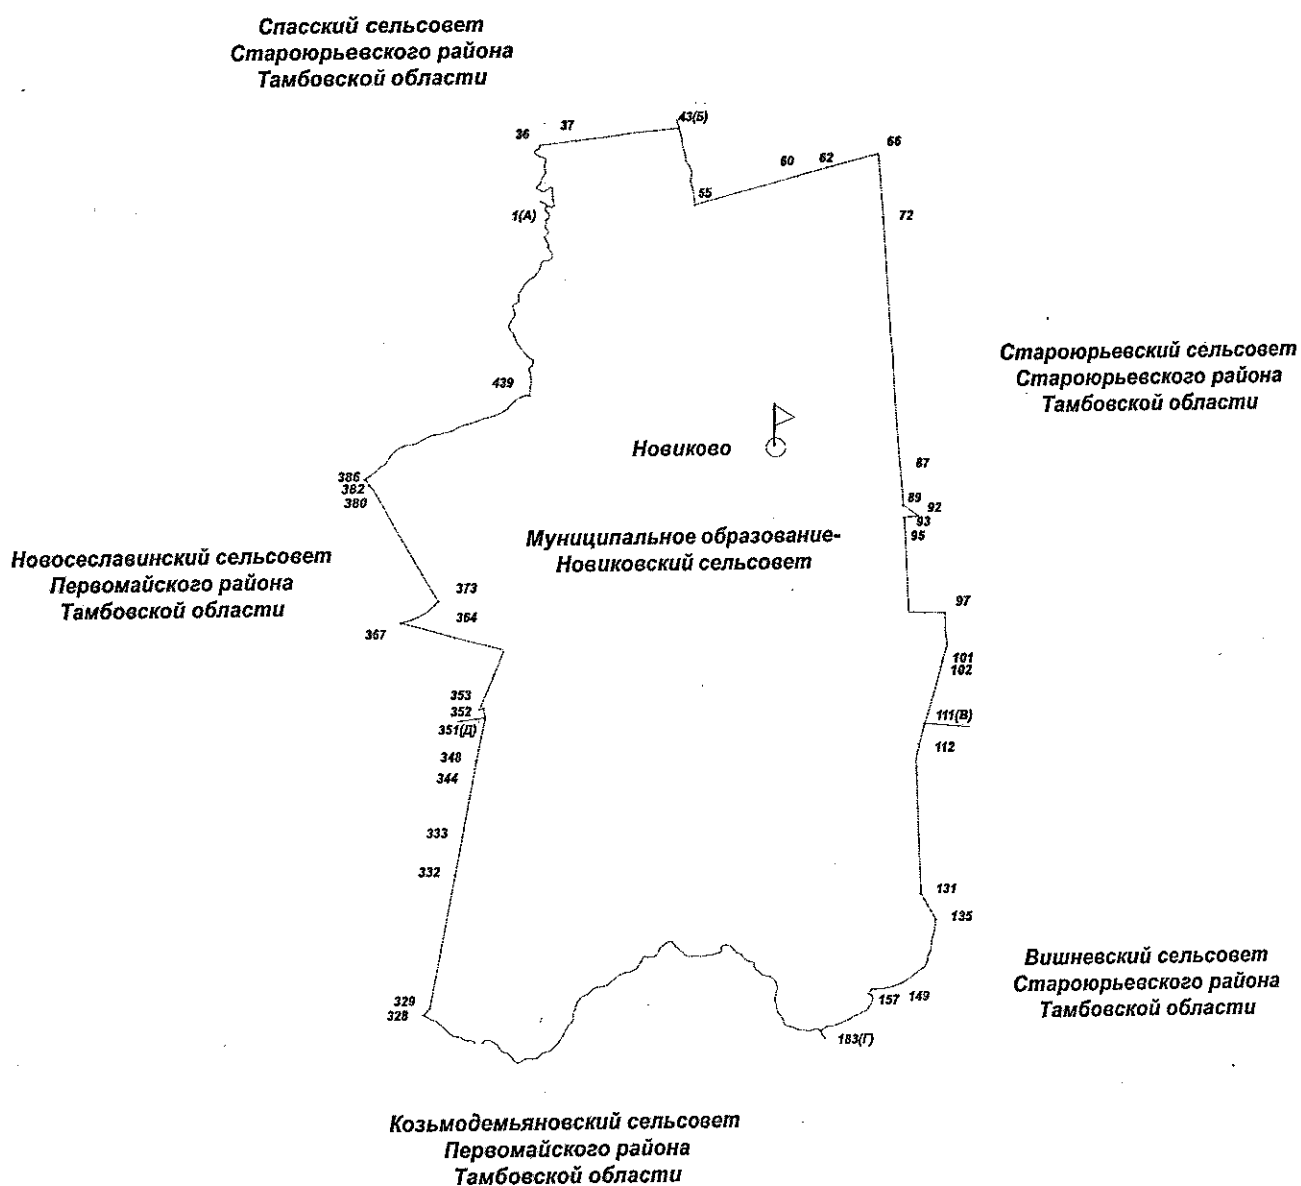 Спасский сельсовет
Староюрьевского района
Тамбовской области
43(Б)
36
37
66
60
62
55
1(А)
72
Староюрьевский сельсовет
Староюрьевского района
Тамбовской области
439
Новиково
87
386
382
380
89
92
93
95
Муниципальное образование-
Новиковский сельсовет
Новосеславинский сельсовет
Первомайского района
Тамбовской области
373
364
367
97
101
102
353
352
351(Д)
111(В)
112
348
344
333
332
131
135
Вишневский сельсовет
Староюрьевского района
Тамбовской области
329
328
157
149
183(Г)
Козьмодемьяновский сельсовет
Первомайского района
Тамбовской области